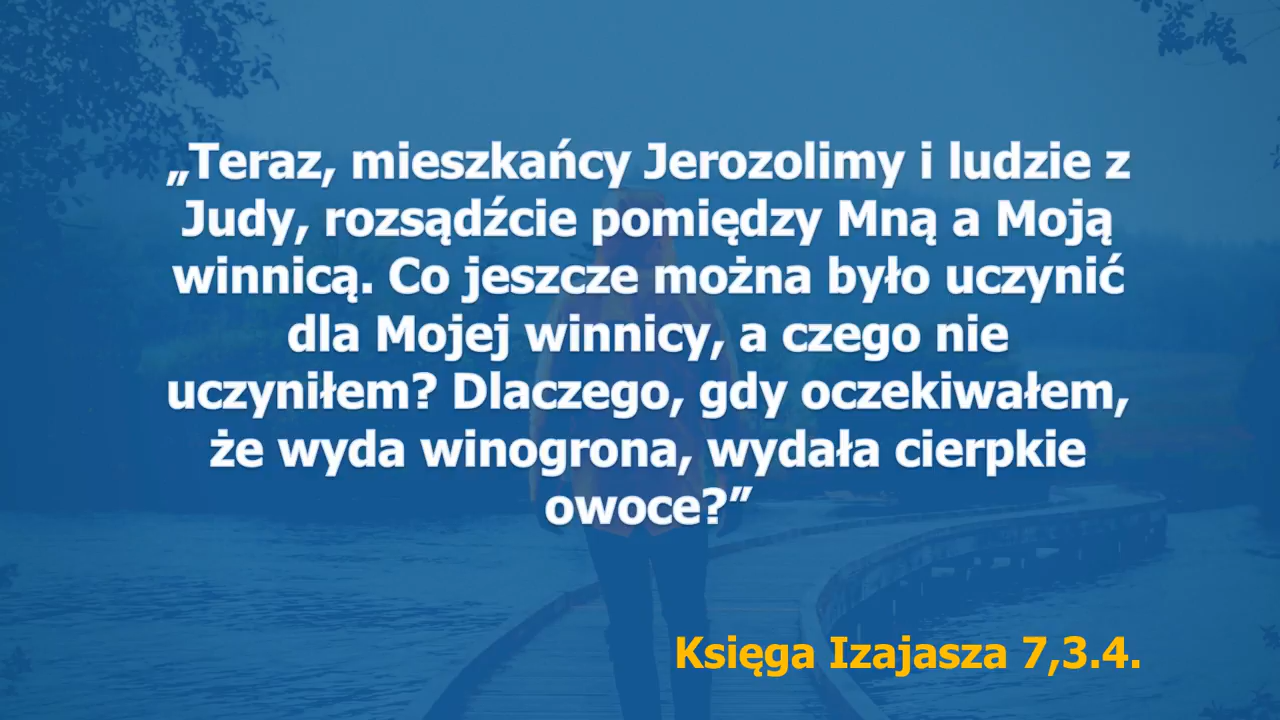 „Teraz, mieszkańcy Jerozolimy i ludzie z
Judy, rozsądźcie pomiędzy Mną a Moją
winnicą. Co jeszcze można było uczynić
dla Mojej winnicy, a czego nie
uczyniłem? Dlaczego, gdy oczekiwałem,
że wyda winogrona, wydała cierpkie
owoce?”
Księga Izajasza 7,3.4.